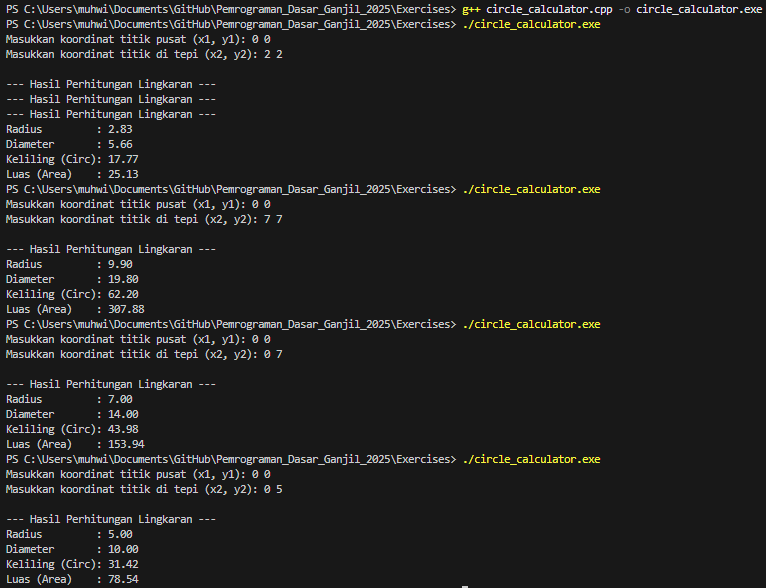 PS C:\Users\muhwi\Documents\GitHub\Pemrograman_Dasar_Ganjil_2025\Exercises> g++ circle_calculator.cpp -o circle_calculator.exe
PS C:\Users\muhwi\Documents\GitHub\Pemrograman_Dasar_Ganjil_2025\Exercises> ./circle_calculator.exe
Masukkan koordinat titik pusat (x1, y1): 0 0
Masukkan koordinat titik di tepi (x2, y2): 2 2

--- Hasil Perhitungan Lingkaran ---
--- Hasil Perhitungan Lingkaran ---
--- Hasil Perhitungan Lingkaran ---
Radius        : 2.83
Diameter      : 5.66
Keliling (Circ): 17.77
Luas (Area)   : 25.13
PS C:\Users\muhwi\Documents\GitHub\Pemrograman_Dasar_Ganjil_2025\Exercises> ./circle_calculator.exe
Masukkan koordinat titik pusat (x1, y1): 0 0
Masukkan koordinat titik di tepi (x2, y2): 7 7

--- Hasil Perhitungan Lingkaran ---
Radius        : 9.90
Diameter      : 19.80
Keliling (Circ): 62.20
Luas (Area)   : 307.88
PS C:\Users\muhwi\Documents\GitHub\Pemrograman_Dasar_Ganjil_2025\Exercises> ./circle_calculator.exe
Masukkan koordinat titik pusat (x1, y1): 0 0
Masukkan koordinat titik di tepi (x2, y2): 0 7

--- Hasil Perhitungan Lingkaran ---
Radius        : 7.00
Diameter      : 14.00
Keliling (Circ): 43.98
Luas (Area)   : 153.94
PS C:\Users\muhwi\Documents\GitHub\Pemrograman_Dasar_Ganjil_2025\Exercises> ./circle_calculator.exe
Masukkan koordinat titik pusat (x1, y1): 0 0
Masukkan koordinat titik di tepi (x2, y2): 0 5

--- Hasil Perhitungan Lingkaran ---
Radius        : 5.00
Diameter      : 10.00
Keliling (Circ): 31.42
Luas (Area)   : 78.54